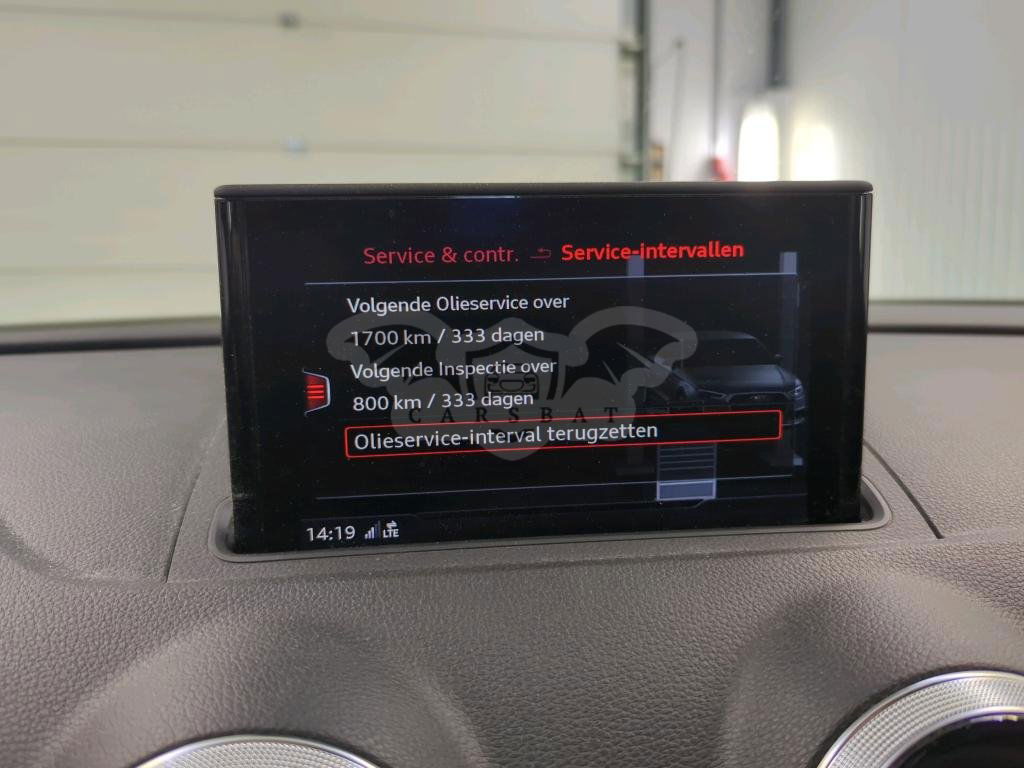 Service & contr. Service-intervallen
Volgende Olieservice over
1700 km / 333 dagen
Volgende Inspectie over
800 km / 333 dagen
CARSBAT
Olieservice-interval terugzetten
14:19 LTE